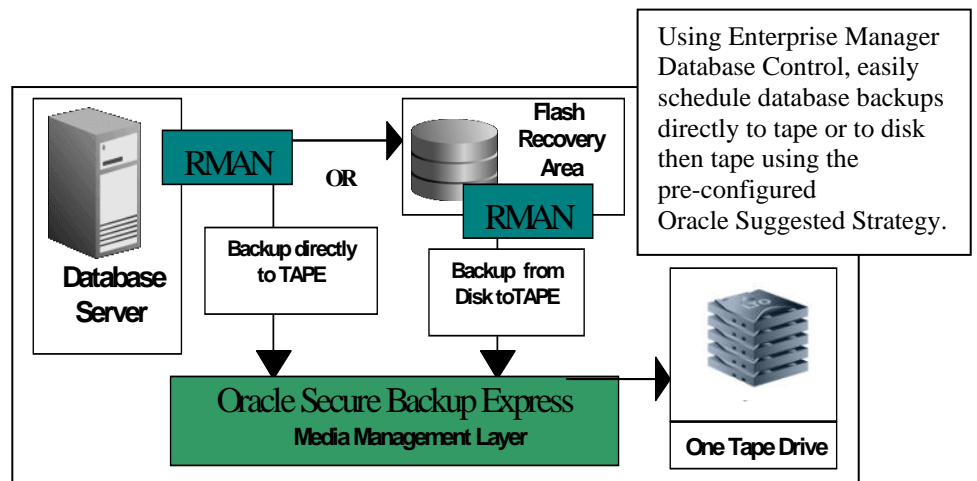 Using Enterprise Manager
Database Control, easily
schedule database backups
directly to tape or to disk
then tape using the
pre-configured
Oracle Suggested Strategy.
Flash
Recovery
Area
RMAN
OR
RMAN
Backup directly
to TAPE
Backup from
Disk toTAPE
Database
Server
LTO
Oracle Secure Backup Express
Media Management Layer
One Tape Drive